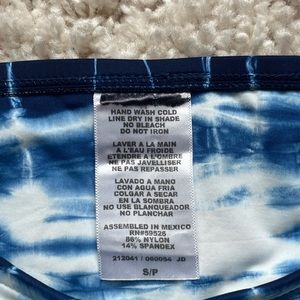 HAND WASH COLD
LINE DRY IN SHADE
NO BLEACH
DO NOT IRON
LAVER A LA MAIN
A L'EAU FROIDE
ETENDRE A L'OMBRE
NE PAS JAVELLISER
NE PAS REPASSER
LAVADO A MANO
CON AGUA FRIA
COLGAR A SECAR
EN LA SOMBRA
NO USE BLANQUEADOR
NO PLANCHAR
ASSEMBLED IN MEXICO
RN#59526
86% NYLON
14% SPANDEX
212041 / 060054 JD
S/P